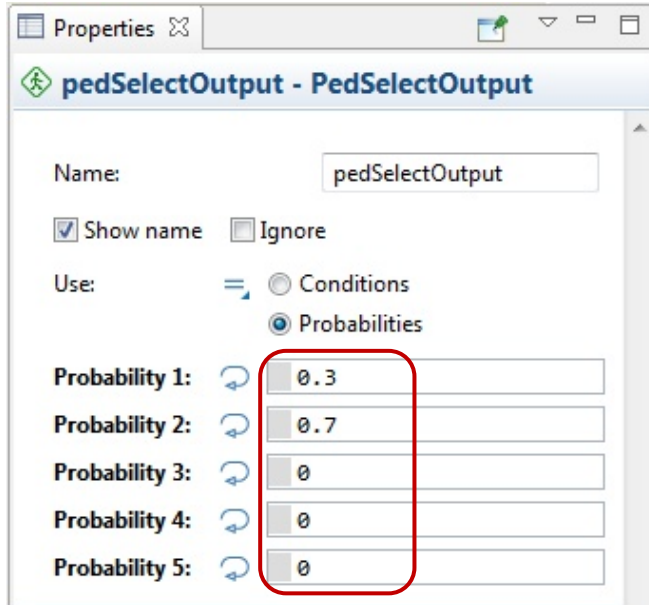 Properties
pedSelectOutput - PedSelectOutput
Name: pedSelectOutput
Show name Ignore
Use: Conditions
Probabilities
Probability 1: 0.3
Probability 2: 0.7
Probability 3: 0
Probability 4: 0
Probability 5: 0